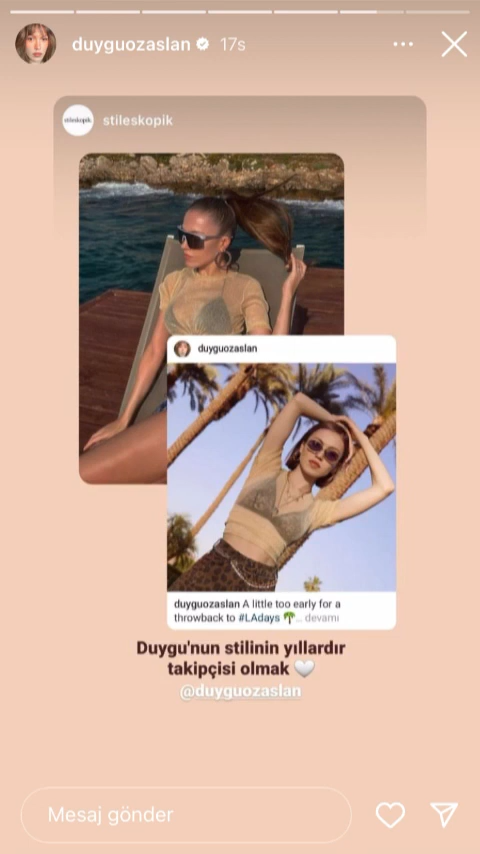 duyguozaslan 17s
stileskopik.
stileskopik
duyguozaslan
duyguozaslan A little too early for a
throwback to #LAdays 🌴... devamı
Duygu'nun stilinin yıllardır
takipçisi olmak 🤍
@duyguozaslan
Mesaj gönder